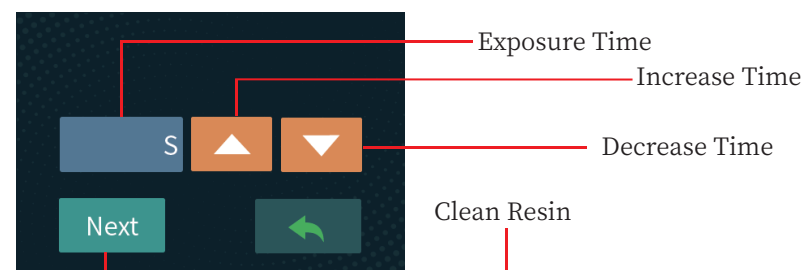 Exposure Time
Increase Time
S
Decrease Time
Next
Clean Resin